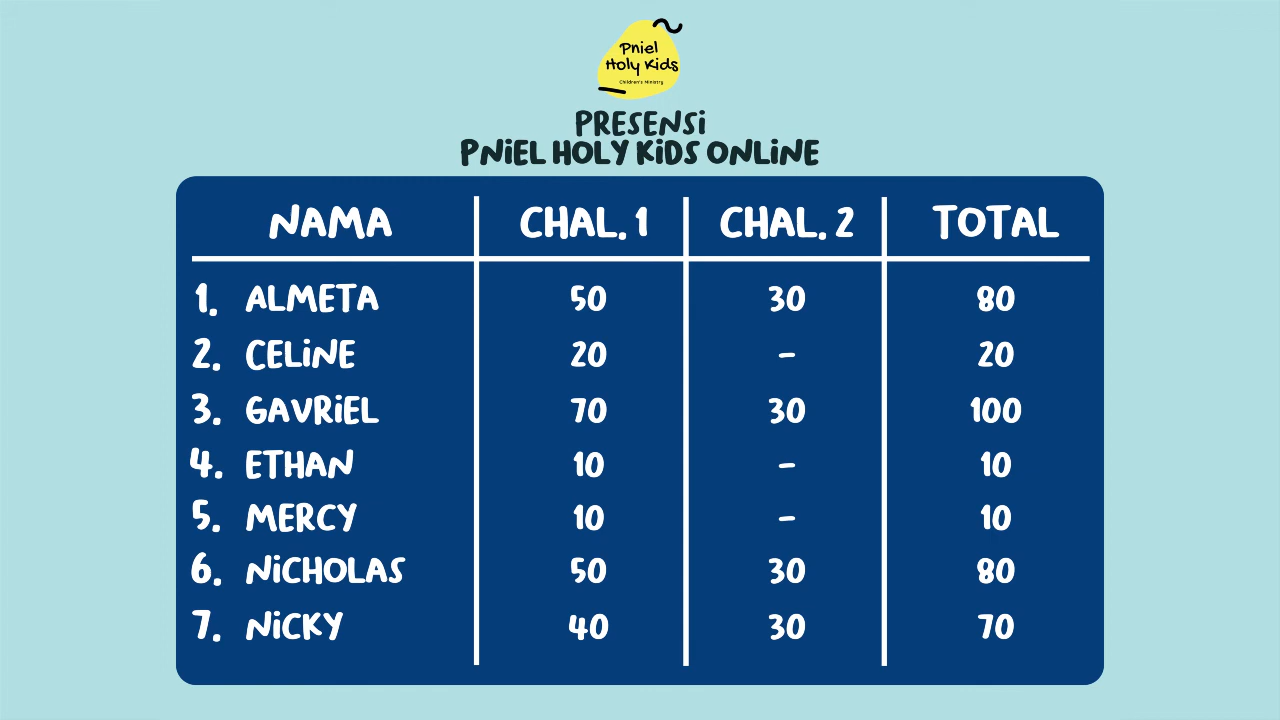 Pniel
Holy Kids
Children's Ministry
PRESENSi
PNiEL HOLY KiDS ONLiNE
NAMA CHAL. 1 CHAL. 2 TOTAL
1. ALMETA 50 30 80
2. CELiNE 20 - 20
3. GAVRiEL 70 30 100
4. ETHAN 10 - 10
5. MERCY 10 - 10
6. NiCHOLAS 50 30 80
7. NiCKY 40 30 70